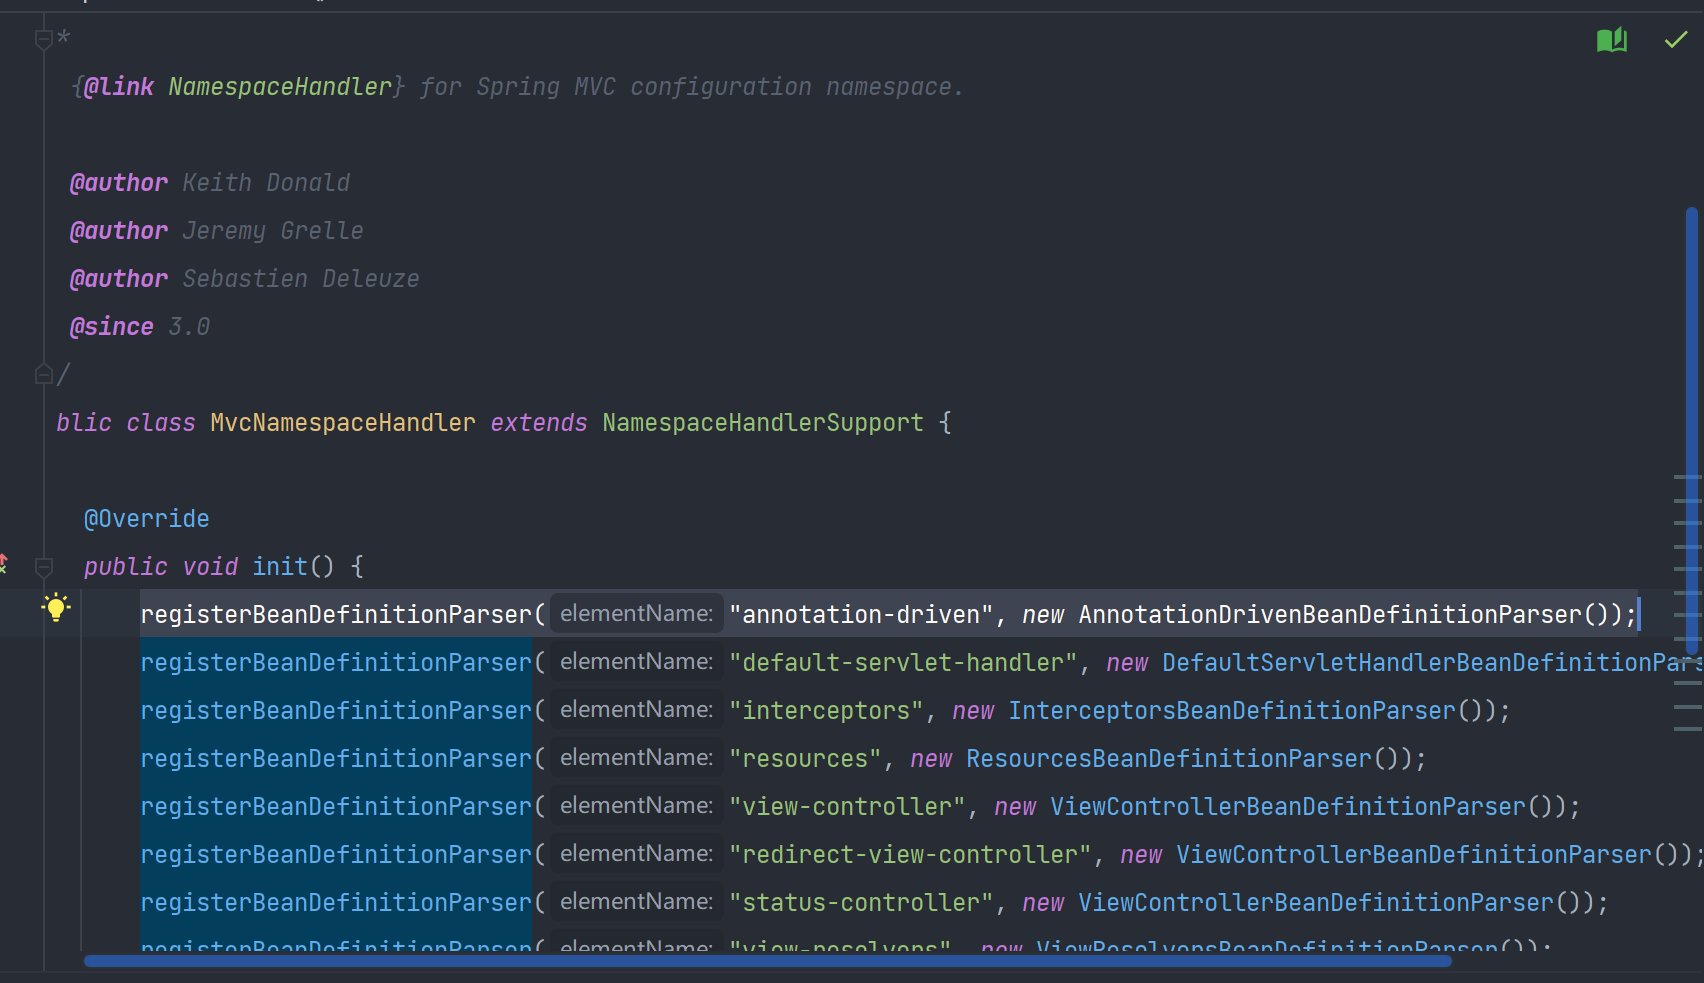 *
{@link NamespaceHandler} for Spring MVC configuration namespace.
@author Keith Donald
@author Jeremy Grelle
@author Sebastien Deleuze
@since 3.0
/
blic class MvcNamespaceHandler extends NamespaceHandlerSupport {
@Override
public void init() {
registerBeanDefinitionParser( elementName: "annotation-driven", new AnnotationDrivenBeanDefinitionParser());
registerBeanDefinitionParser( elementName: "default-servlet-handler", new DefaultServletHandlerBeanDefinitionPars
registerBeanDefinitionParser( elementName: "interceptors", new InterceptorsBeanDefinitionParser());
registerBeanDefinitionParser( elementName: "resources", new ResourcesBeanDefinitionParser());
registerBeanDefinitionParser( elementName: "view-controller", new ViewControllerBeanDefinitionParser());
registerBeanDefinitionParser( elementName: "redirect-view-controller", new ViewControllerBeanDefinitionParser());
registerBeanDefinitionParser( elementName: "status-controller", new ViewControllerBeanDefinitionParser());
registerBeanDefinitionParser( elementName: "view-resolvers", new ViewResolversBeanDefinitionParser());